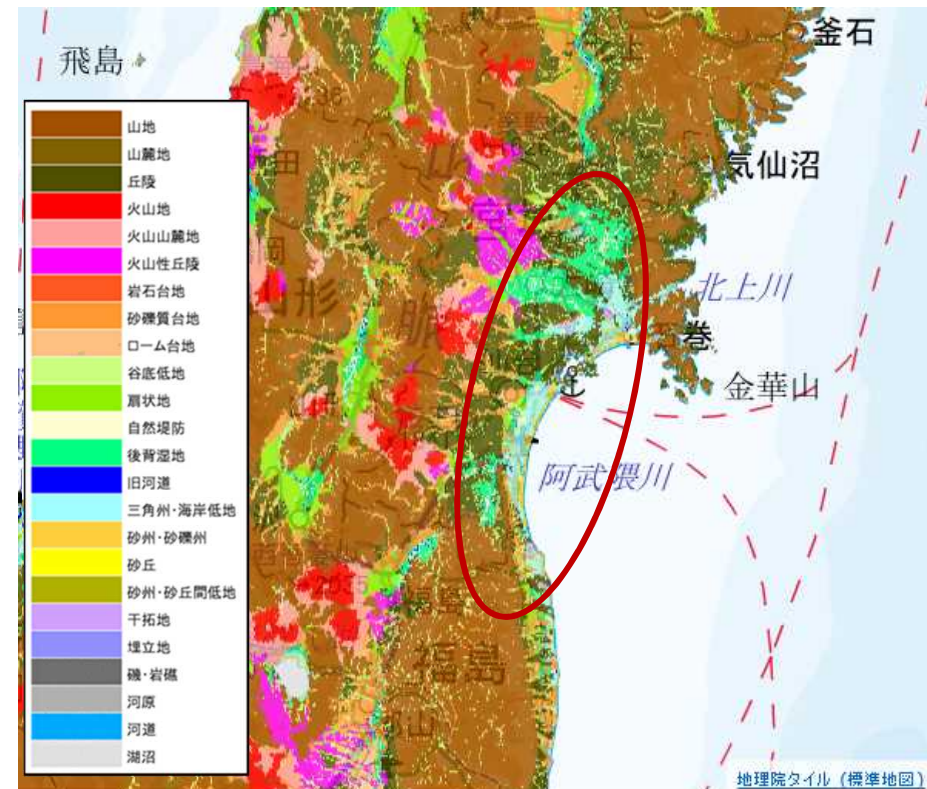 飛島
釜石
気仙沼
北上川
石巻
金華山
阿武隈川
山形
福島
山地
山麓地
丘陵
火山地
火山山麓地
火山性丘陵
岩石台地
砂礫質台地
ローム台地
谷底低地
扇状地
自然堤防
後背湿地
旧河道
三角州・海岸低地
砂州・砂礫州
砂丘
砂州・砂丘間低地
干拓地
埋立地
磯・岩礁
河原
河道
湖沼
地理院タイル（標準地図）